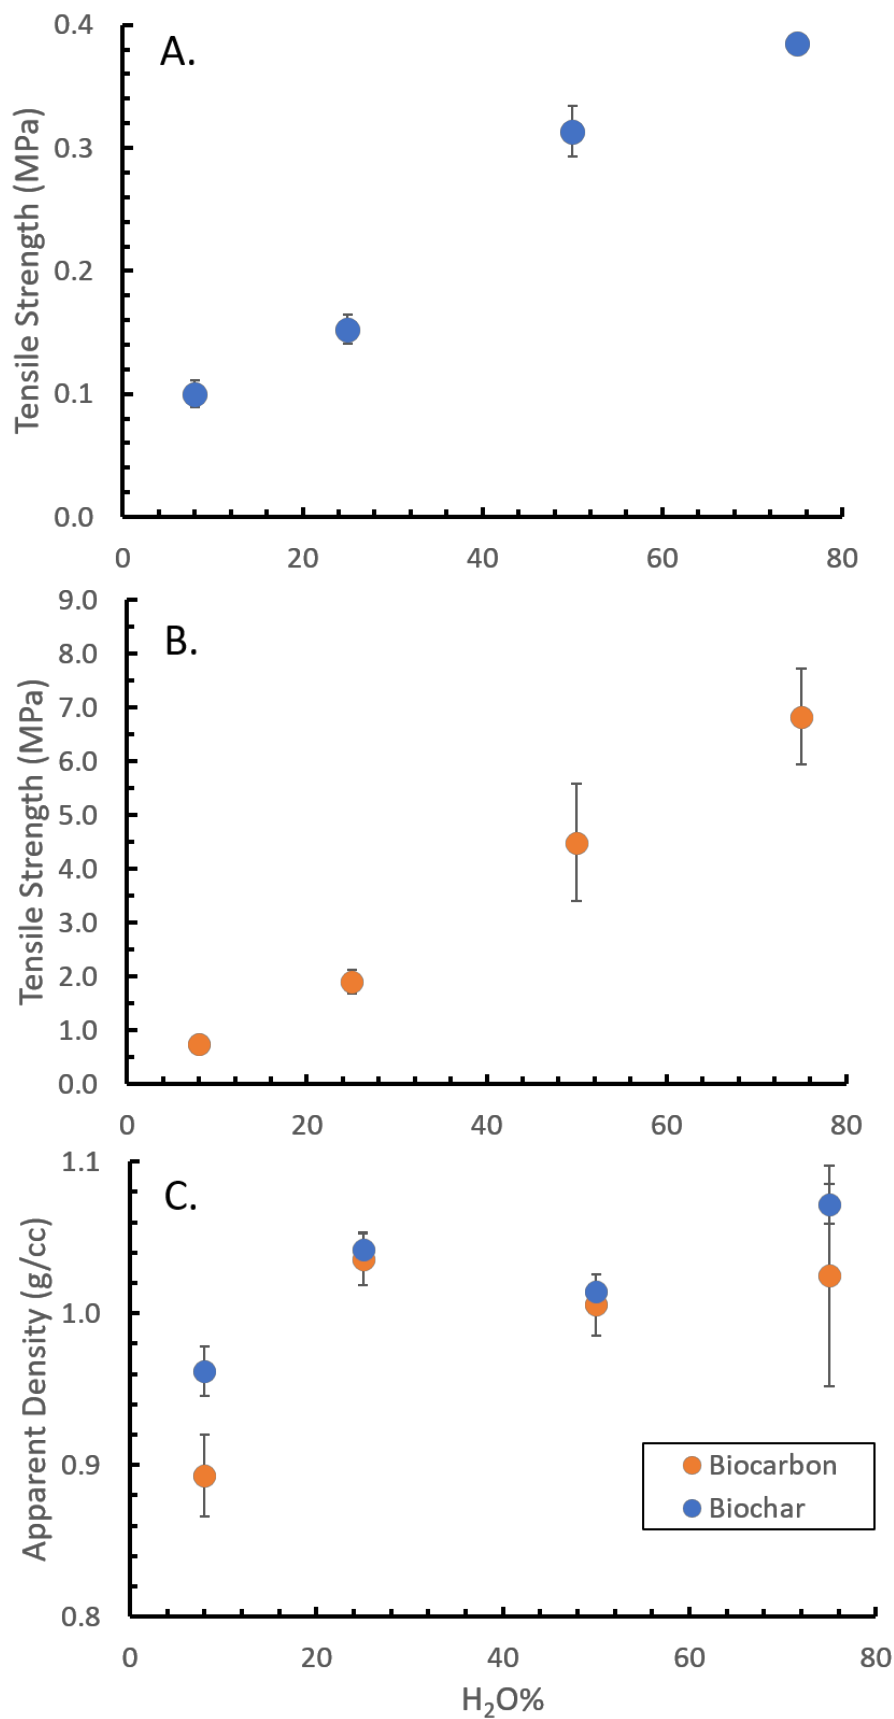 A.
Tensile Strength (MPa)
0.4
0.3
0.2
0.1
0.0
0 20 40 60 80
B.
Tensile Strength (MPa)
9.0
8.0
7.0
6.0
5.0
4.0
3.0
2.0
1.0
0.0
0 20 40 60 80
C.
Apparent Density (g/cc)
1.1
1.0
0.9
0.8
Biocarbon
Biochar
0 20 40 60 80
H₂O%